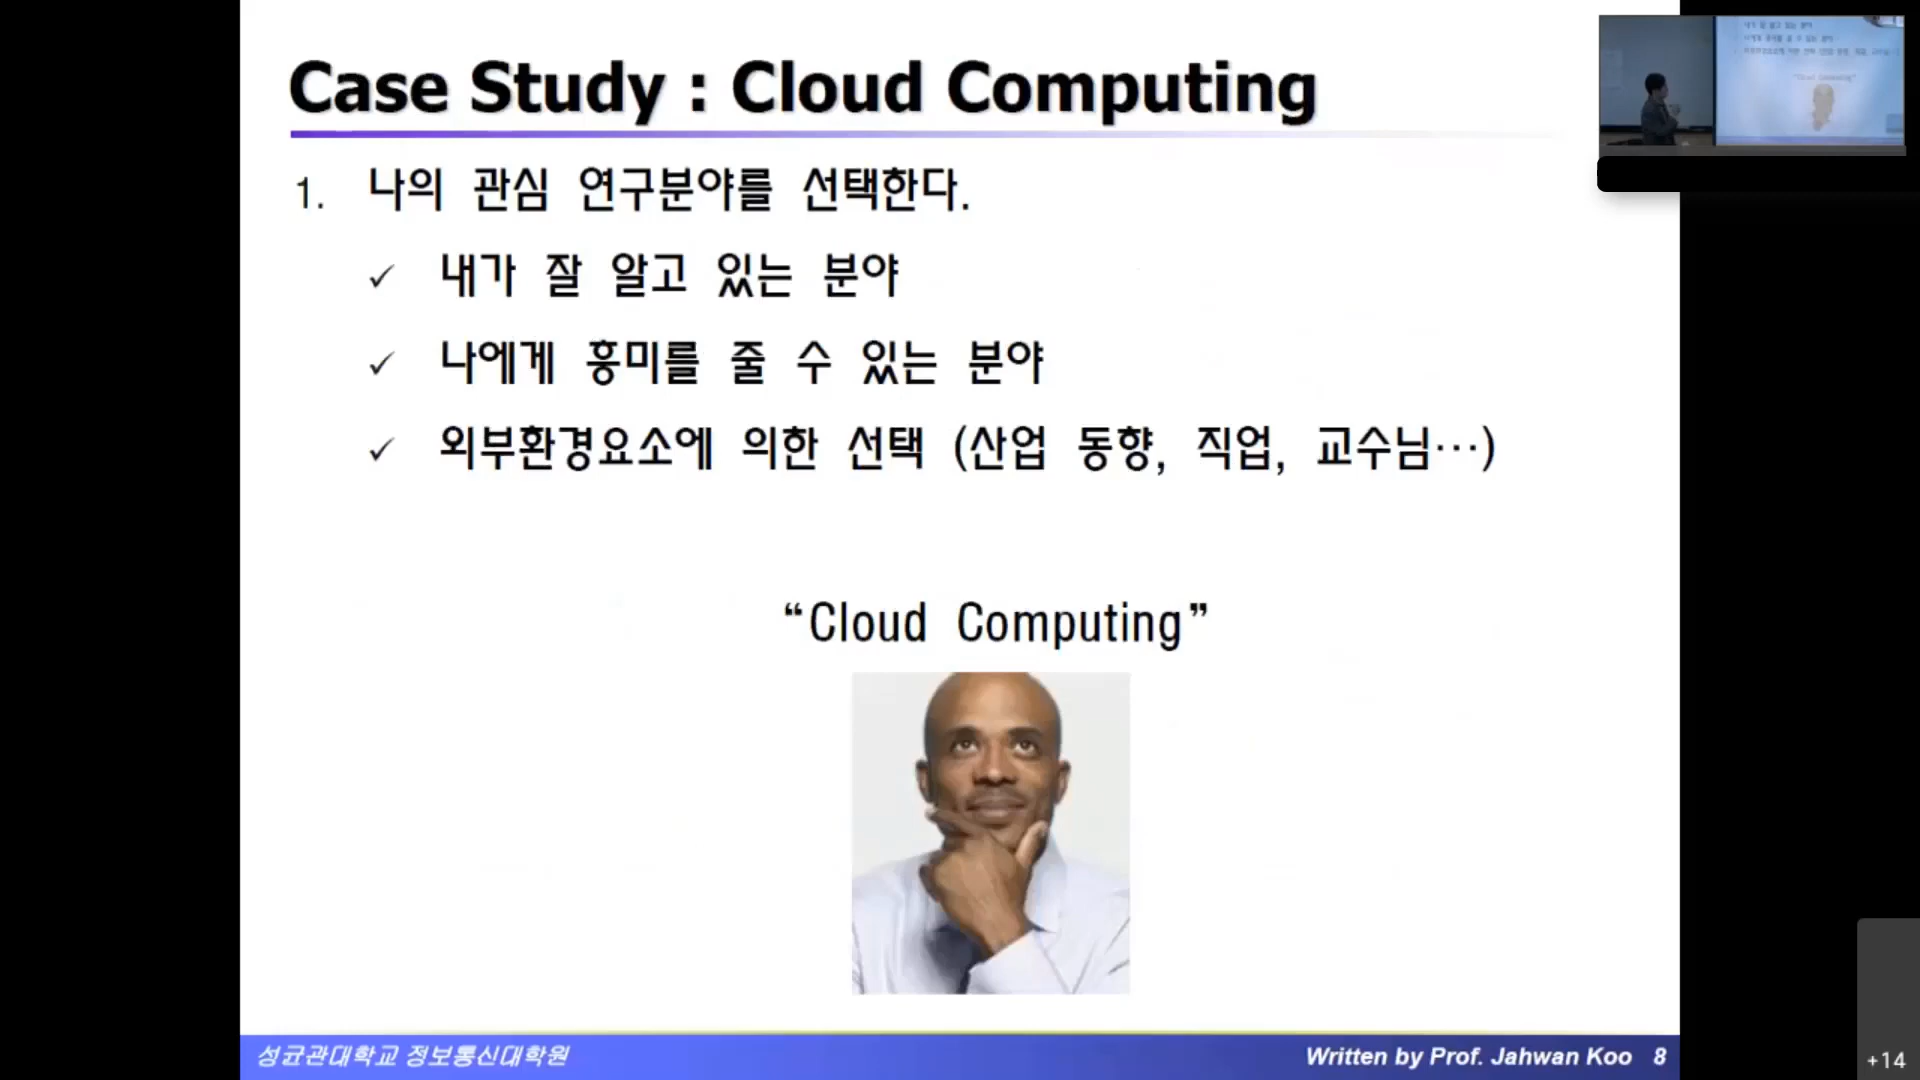 Case Study : Cloud Computing
1. 나의 관심 연구분야를 선택한다.
✓ 내가 잘 알고 있는 분야
✓ 나에게 흥미를 줄 수 있는 분야
✓ 외부환경요소에 의한 선택 (산업 동향, 직업, 교수님…)
“Cloud Computing”
성균관대학교 정보통신대학원
Written by Prof. Jahwan Koo 8
+14